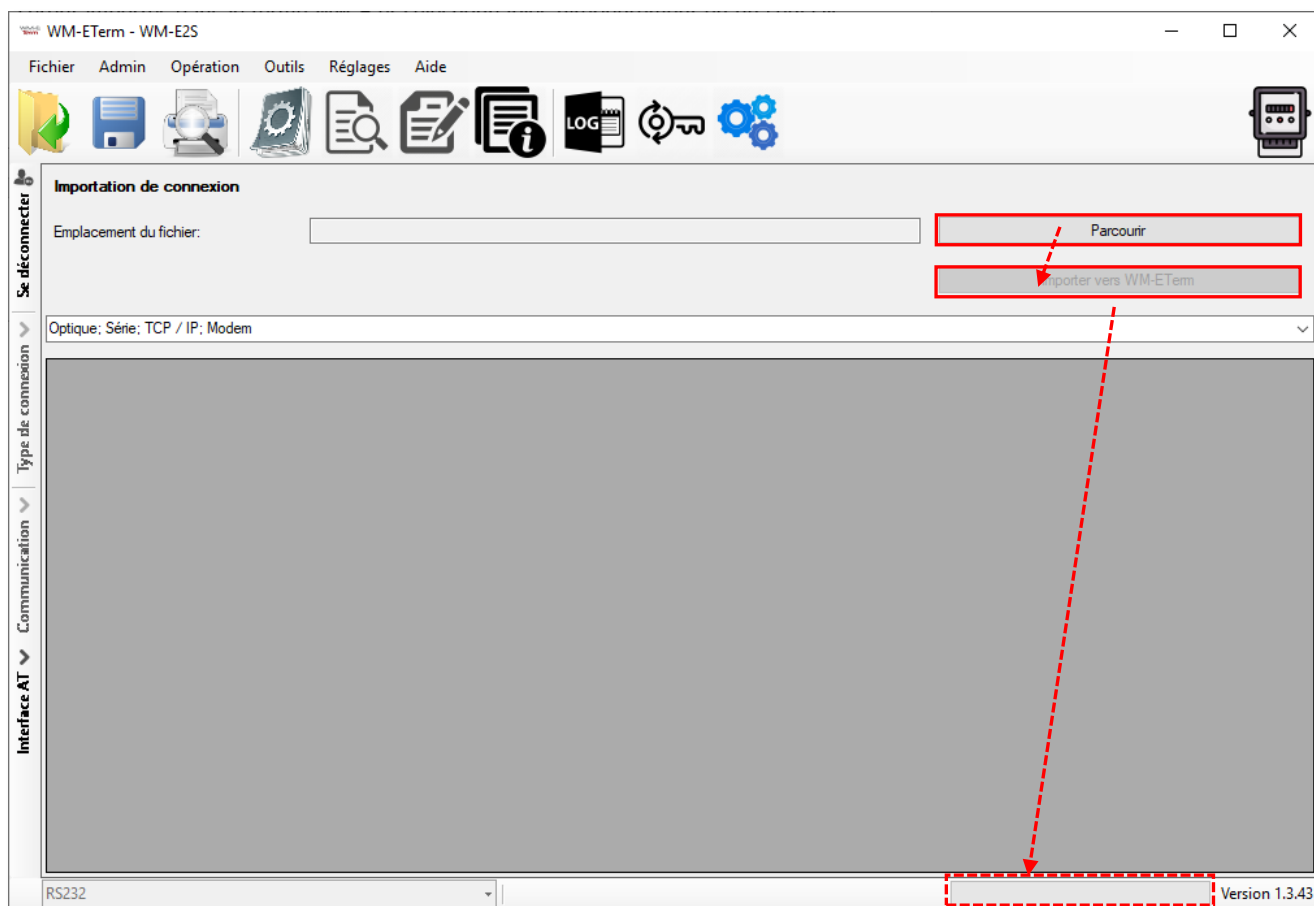 WM-ETerm - WM-E2S
Fichier Admin Opération Outils Réglages Aide
LOG
Se déconnecter
Type de connexion
Communication
Interface AT
Importation de connexion
Emplacement du fichier:
Parcourir
Importer vers WM-ETerm
Optique; Série; TCP / IP; Modem
RS232
Version 1.3.43